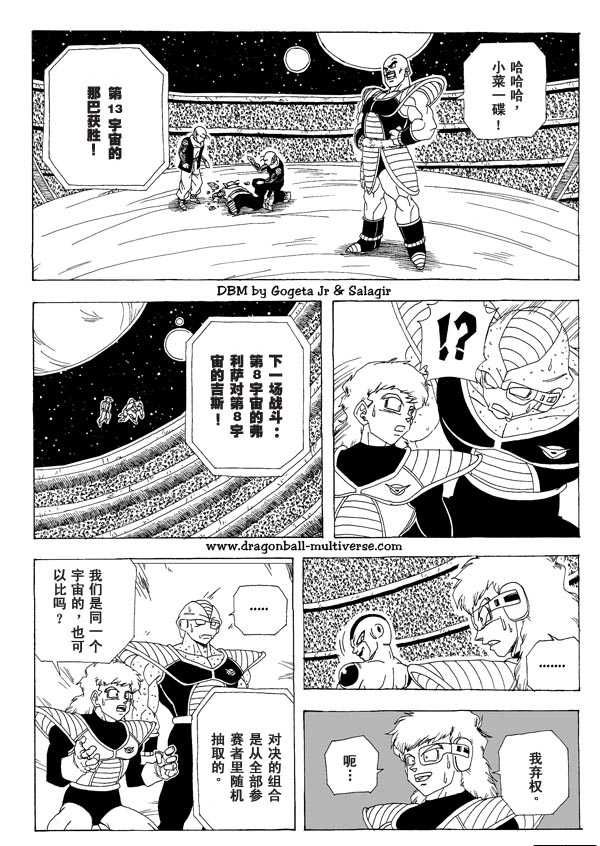 哈哈哈，
小菜一碟！
第13宇宙的
那巴获胜！
DBM by Gogeta Jr & Salagir
!?
下一场战斗：
第8宇宙的弗
利萨对第8宇
宙的吉斯！
www.dragonball-multiverse.com
我们是同一个
宇宙的，也可
以比吗？
.....
对决的组合
是从全部参
赛者里随机
抽取的。
.......
呃...
我弃权。